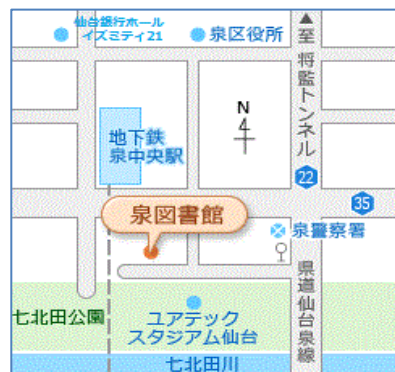 仙台銀行ホール
イズミティ21
泉区役所
▲至 将監トンネル
N
地下鉄
泉中央駅
22
35
泉図書館
泉警察署
県道仙台泉線
七北田公園
ユアテック
スタジアム仙台
七北田川